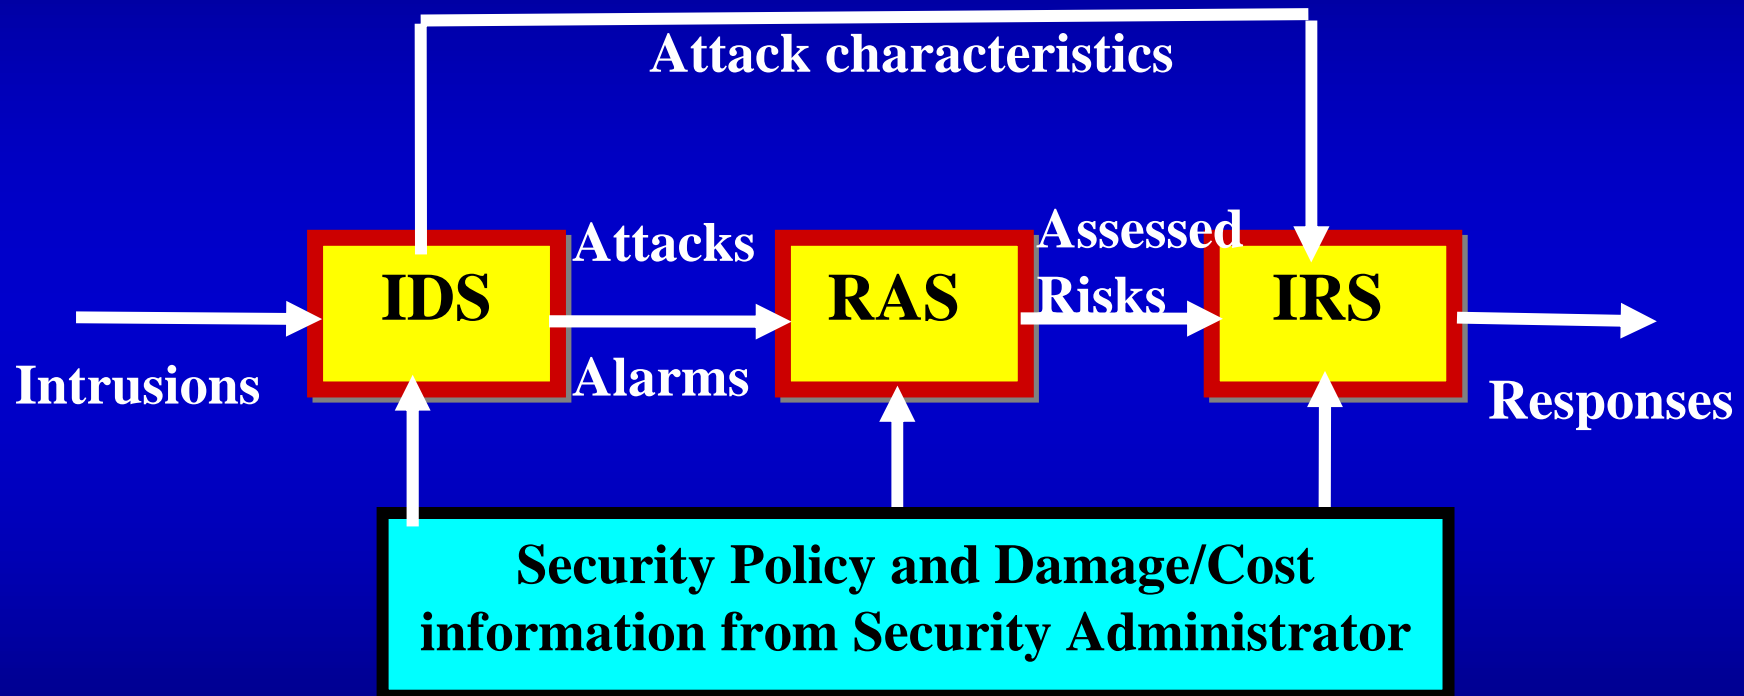 Attack characteristics
Attacks
Assessed
IDS
RAS
Risks
IRS
Intrusions
Alarms
Responses
Security Policy and Damage/Cost
information from Security Administrator